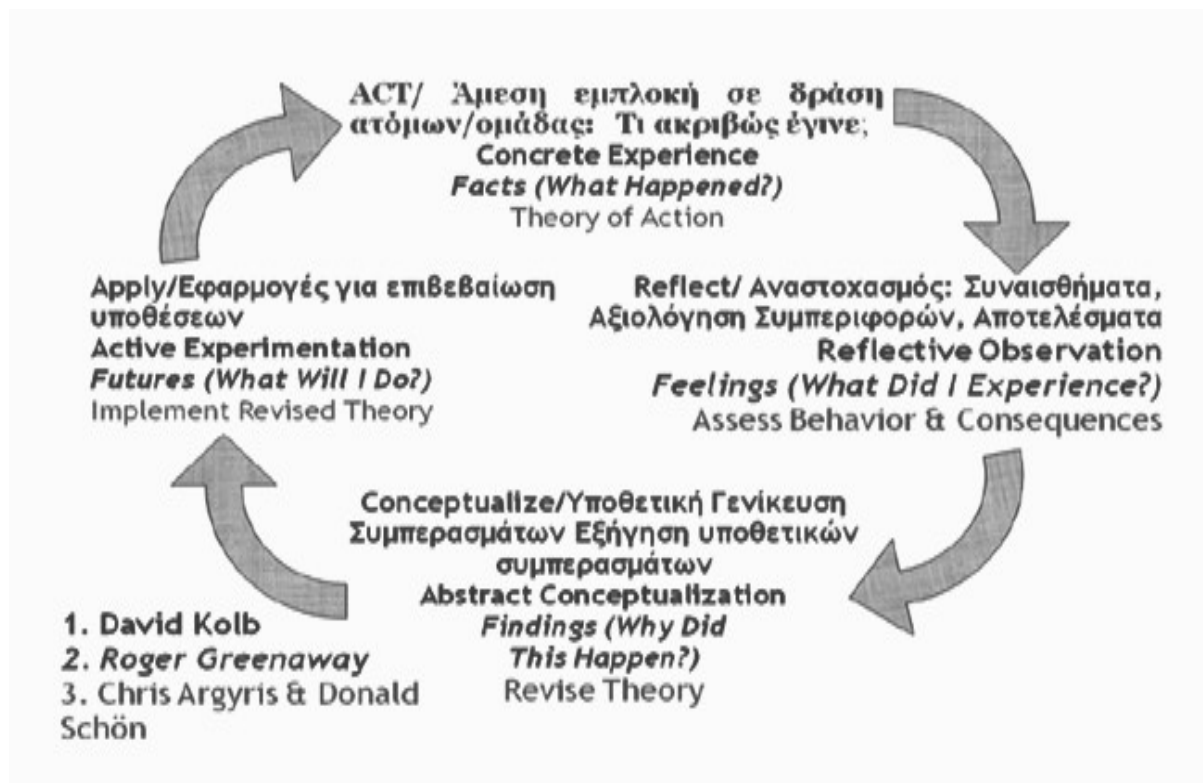 ACT/ Άμεση εμπλοκή σε δράση
ατόμων/ομάδας: Τι ακριβώς έγινε;
Concrete Experience
Facts (What Happened?)
Theory of Action
Reflect/ Αναστοχασμός: Συναισθήματα,
Αξιολόγηση Συμπεριφορών, Αποτελέσματα
Reflective Observation
Feelings (What Did I Experience?)
Assess Behavior & Consequences
Conceptualize/Υποθετική Γενίκευση
Συμπερασμάτων Εξήγηση υποθετικών
συμπερασμάτων
Abstract Conceptualization
Findings (Why Did
This Happen?)
Revise Theory
Apply/Εφαρμογές για επιβεβαίωση
υποθέσεων
Active Experimentation
Futures (What Will I Do?)
Implement Revised Theory
1. David Kolb
2. Roger Greenaway
3. Chris Argyris & Donald
Schön